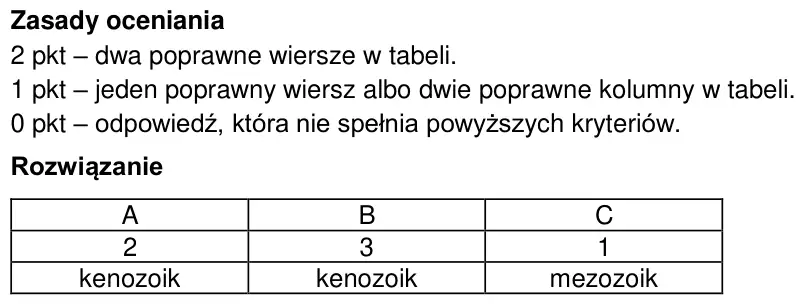 Zasady oceniania
2 pkt – dwa poprawne wiersze w tabeli.
1 pkt – jeden poprawny wiersz albo dwie poprawne kolumny w tabeli.
0 pkt – odpowiedź, która nie spełnia powyższych kryteriów.
Rozwiązanie
A B C
2 3 1
kenozoik kenozoik mezozoik